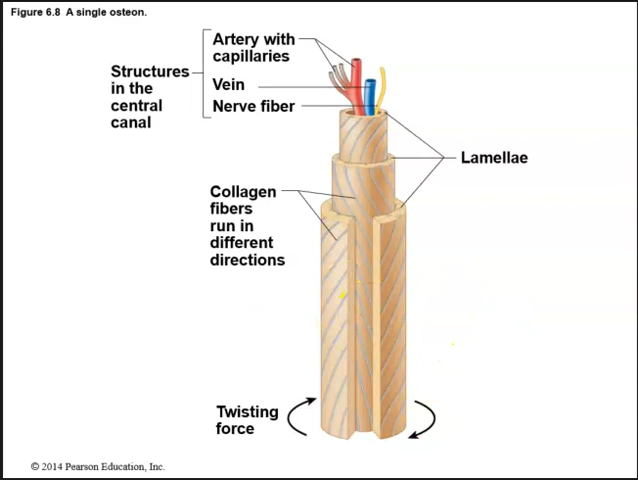 Figure 6.8 A single osteon.
Artery with
capillaries
Structures
in the
central
canal
Vein
Nerve fiber
Lamellae
Collagen
fibers
run in
different
directions
Twisting
force
© 2014 Pearson Education, Inc.